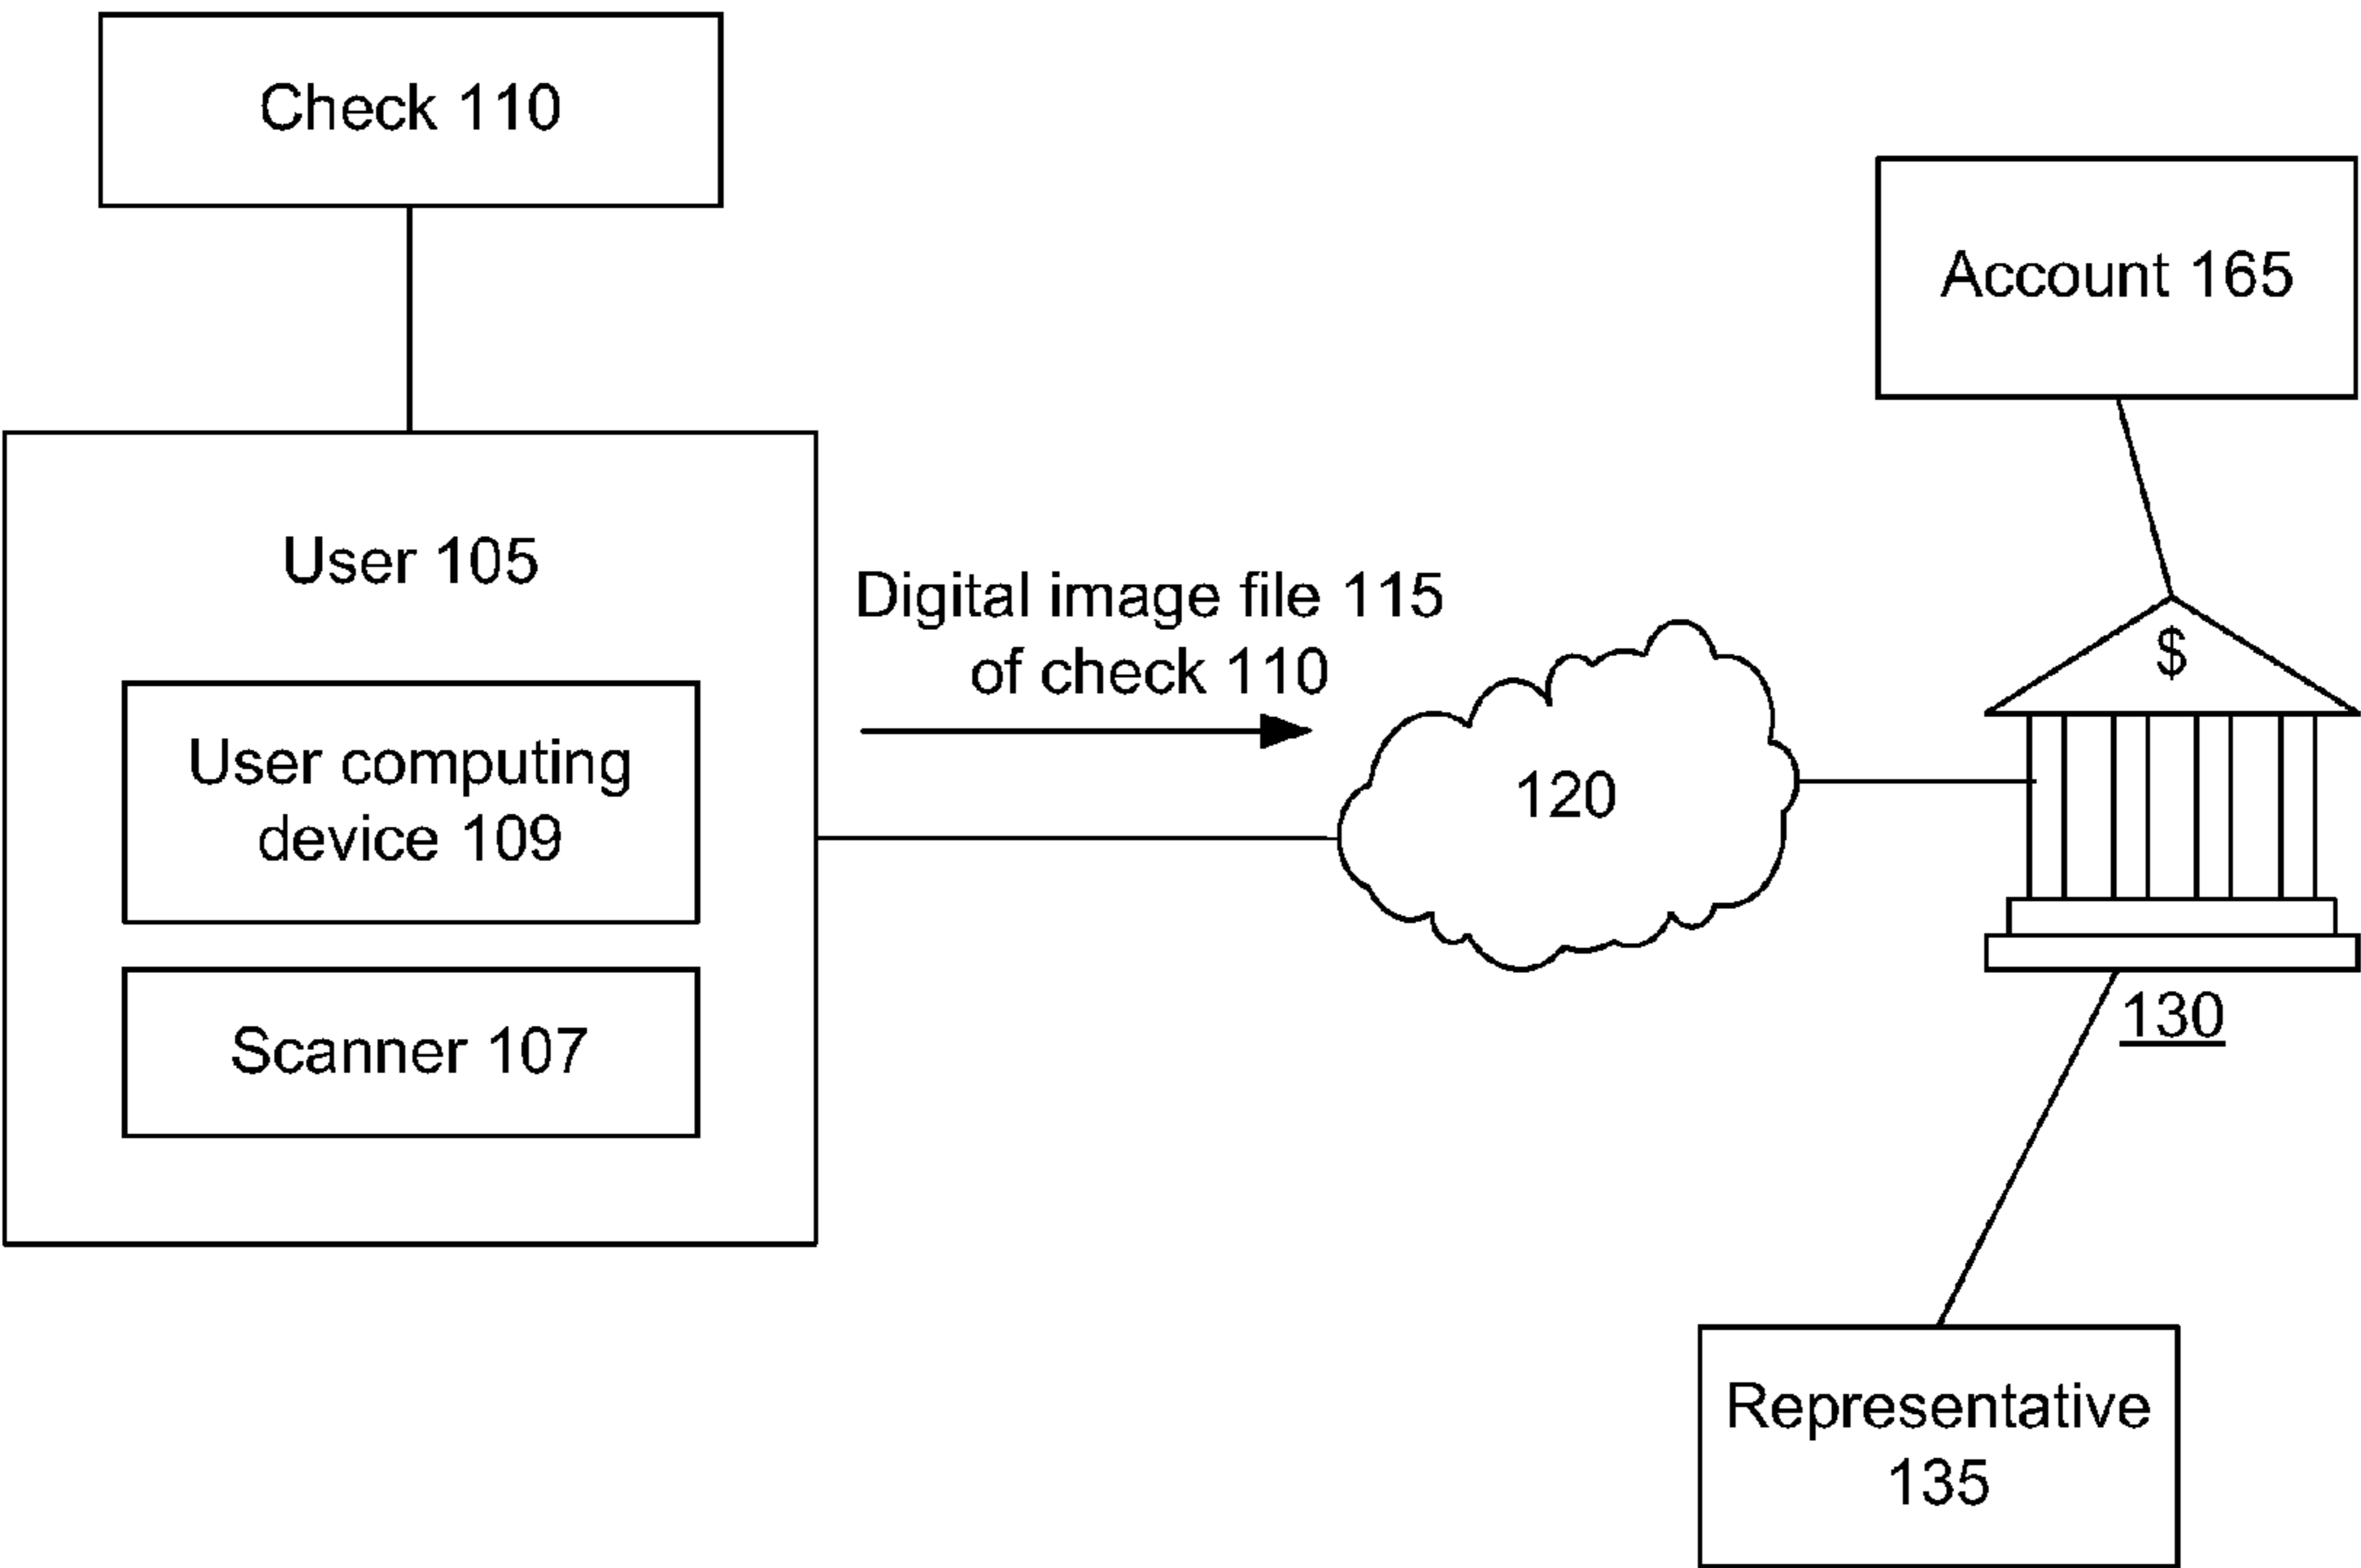 Check 110
Account 165
User 105
Digital image file 115
of check 110
User computing
device 109
120
$
Scanner 107
130
Representative
135